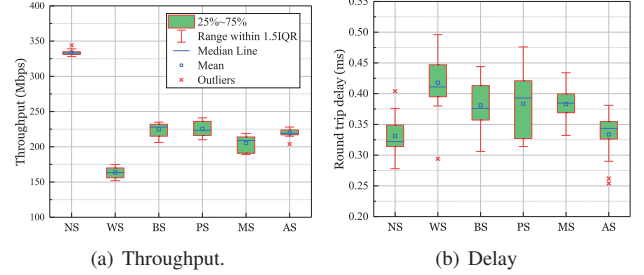 400
350
300
250
200
150
100
Throughput (Mbps)
25%~75%
Range within 1.5IQR
Median Line
Mean
Outliers
NS WS BS PS MS AS
(a) Throughput.
0.55
0.50
0.45
0.40
0.35
0.30
0.25
0.20
Round trip delay (ms)
NS WS BS PS MS AS
(b) Delay